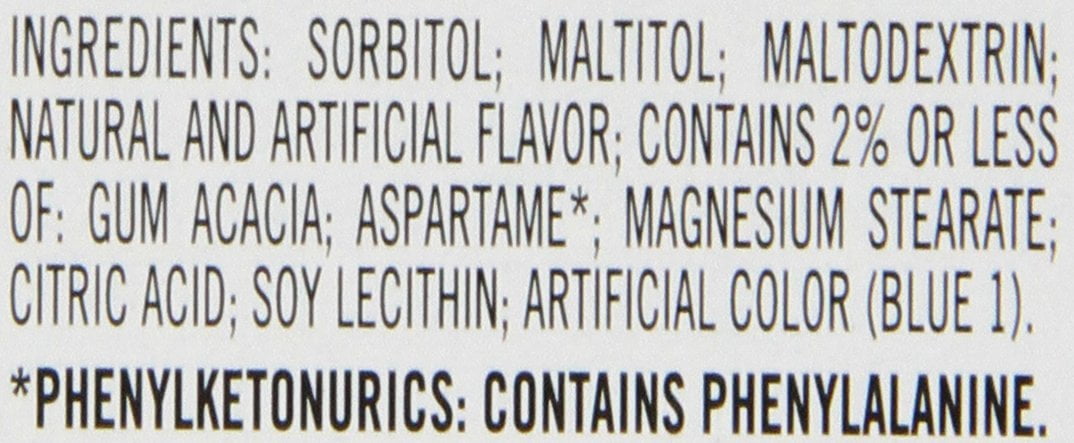 INGREDIENTS: SORBITOL; MALTITOL; MALTODEXTRIN;
NATURAL AND ARTIFICIAL FLAVOR; CONTAINS 2% OR LESS
OF: GUM ACACIA; ASPARTAME*; MAGNESIUM STEARATE;
CITRIC ACID; SOY LECITHIN; ARTIFICIAL COLOR (BLUE 1).
*PHENYLKETONURICS: CONTAINS PHENYLALANINE.